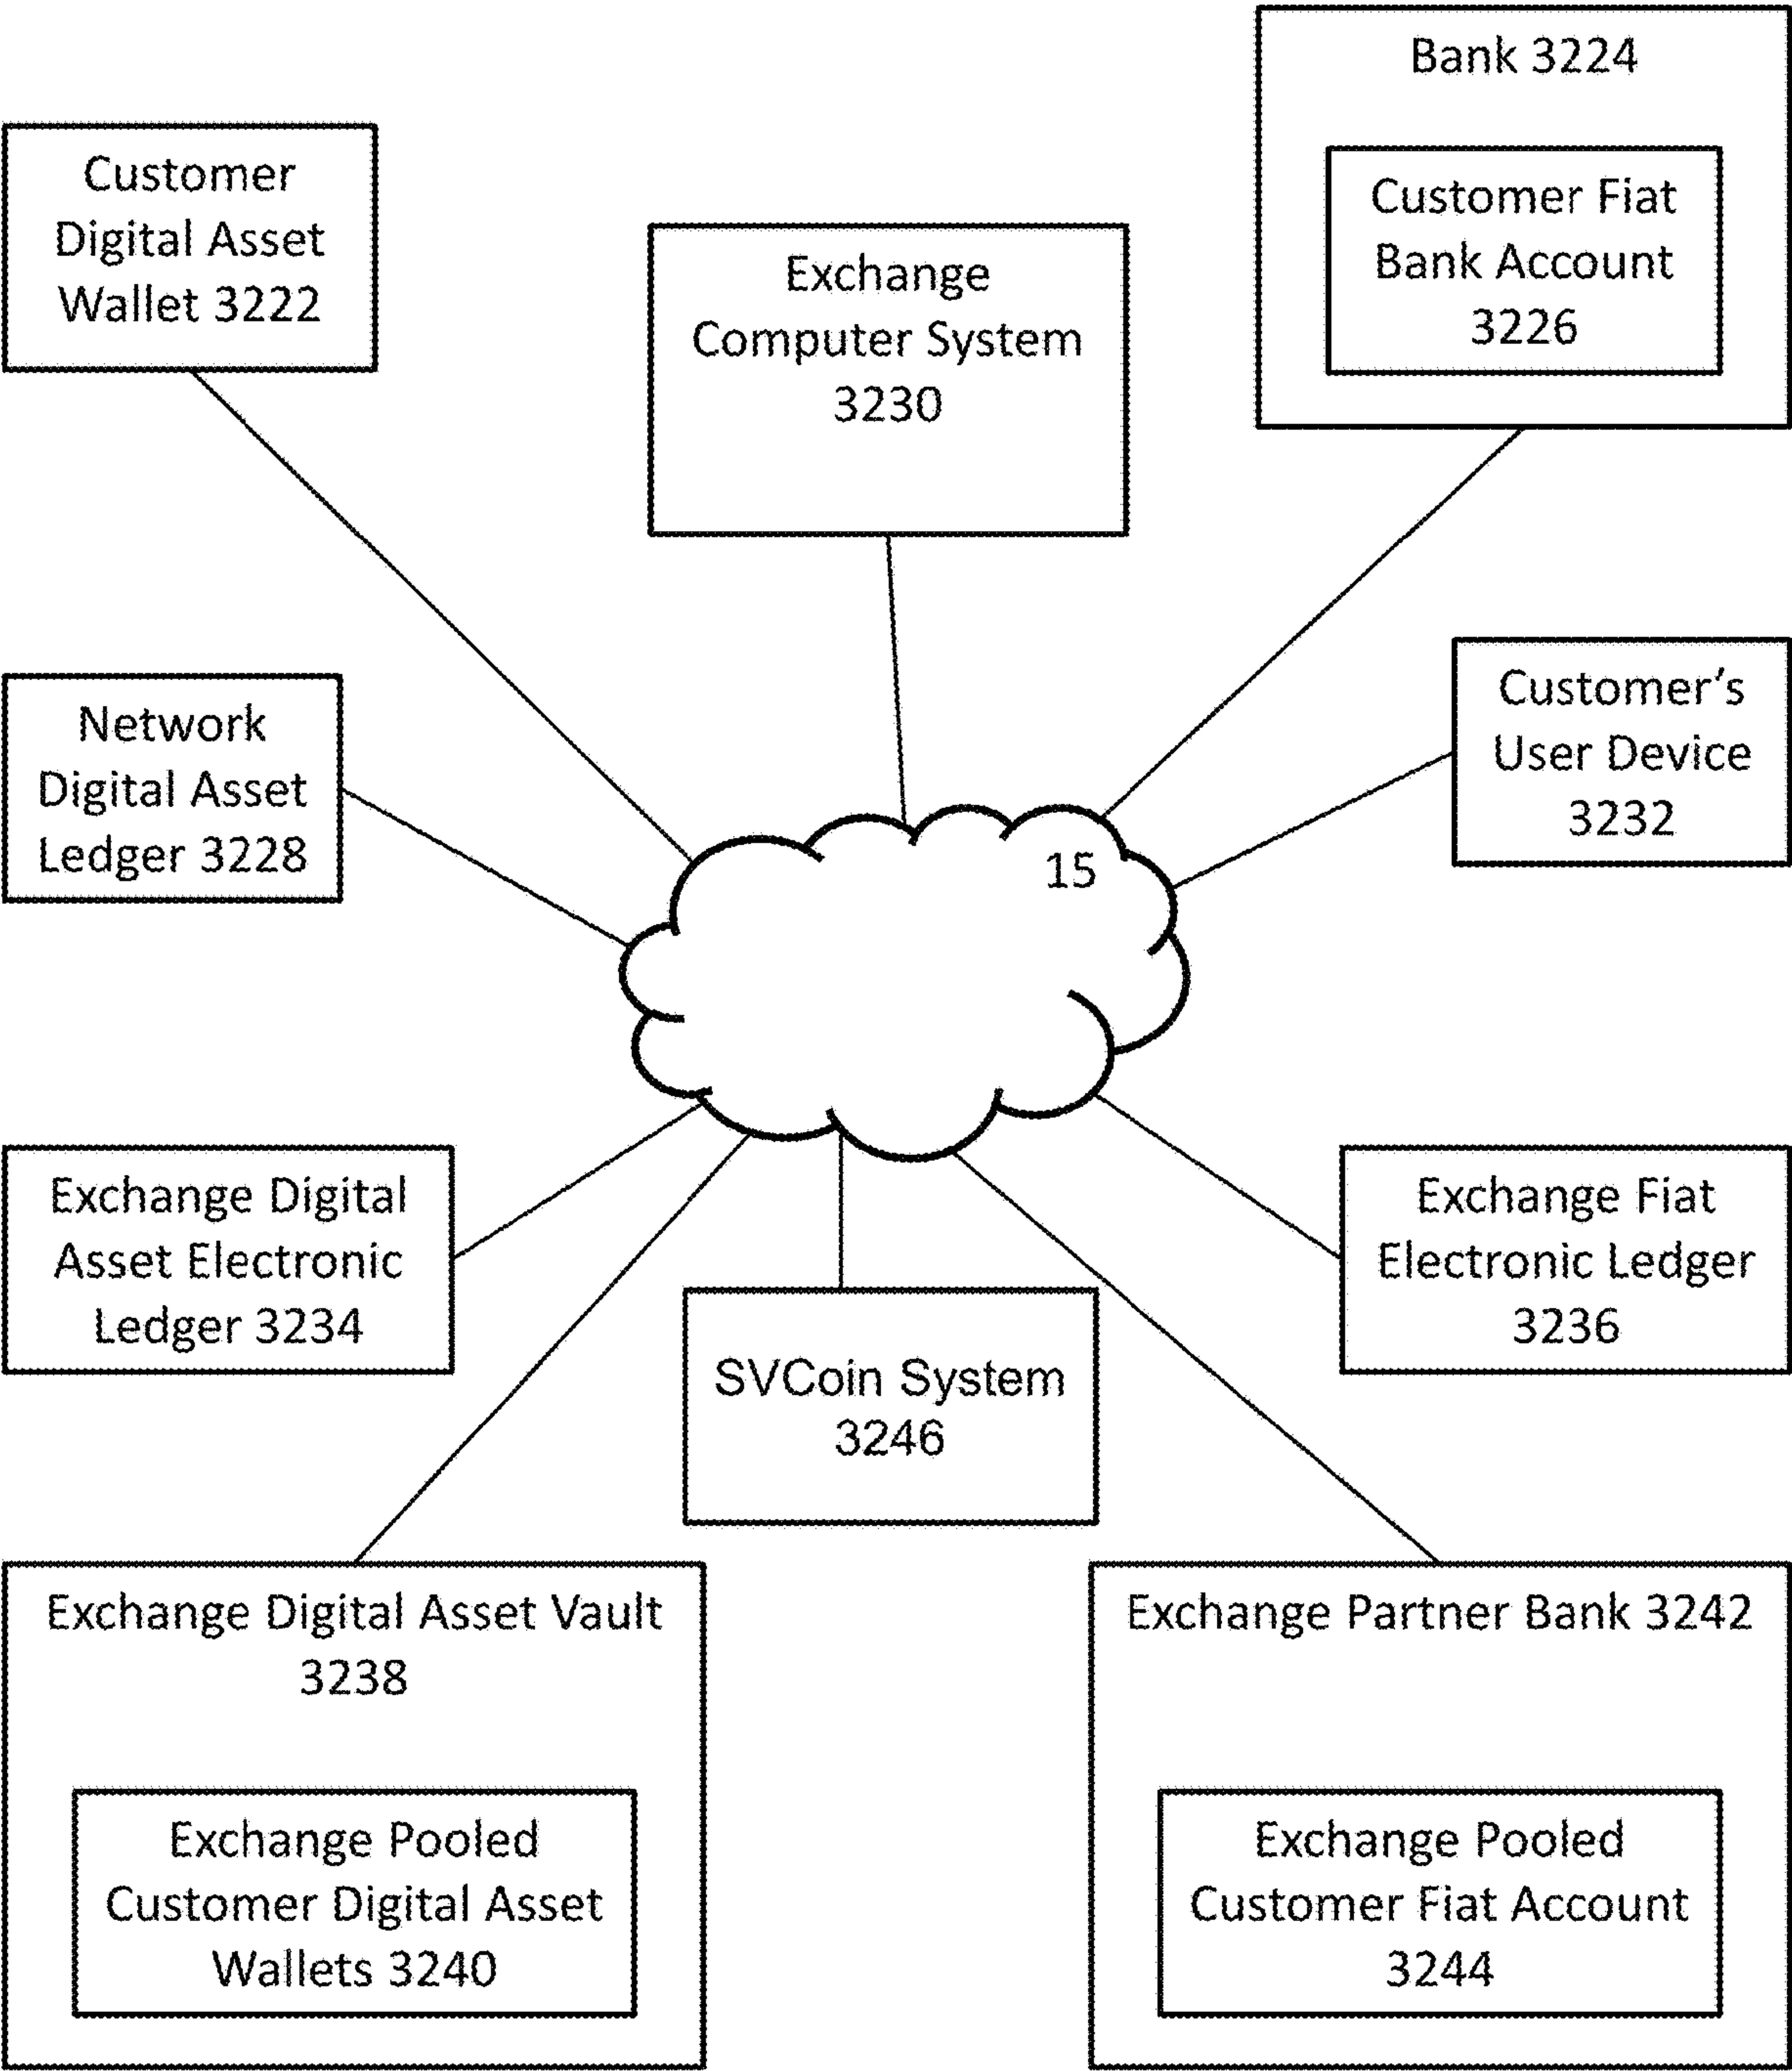 Bank 3224
Customer Fiat
Bank Account
3226
Customer
Digital Asset
Wallet 3222
Exchange
Computer System
3230
Network
Digital Asset
Ledger 3228
Customer's
User Device
3232
15
Exchange Digital
Asset Electronic
Ledger 3234
Exchange Fiat
Electronic Ledger
3236
SVCoin System
3246
Exchange Digital Asset Vault
3238
Exchange Pooled
Customer Digital Asset
Wallets 3240
Exchange Partner Bank 3242
Exchange Pooled
Customer Fiat Account
3244